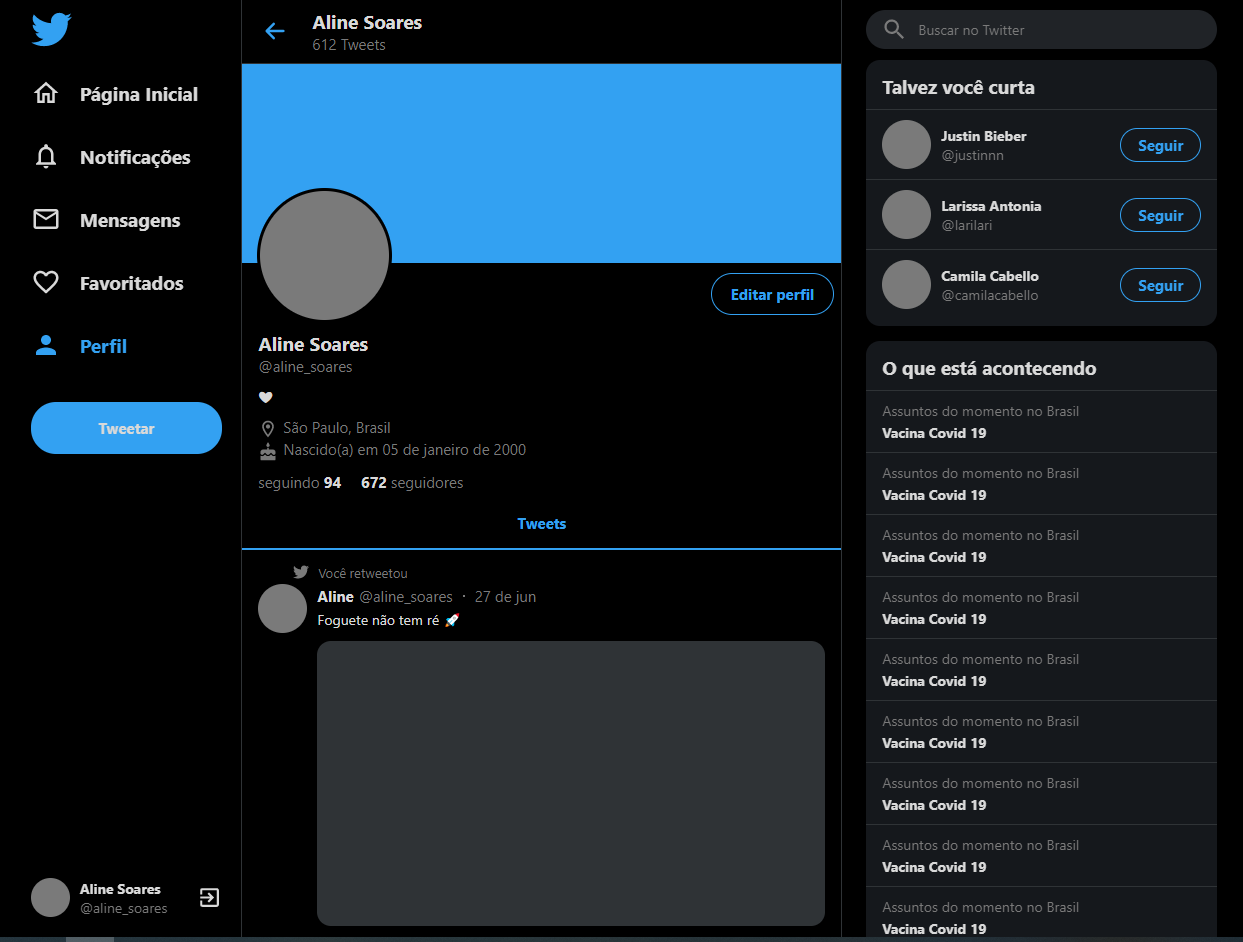 Página Inicial
Notificações
Mensagens
Favoritados
Perfil
Tweetar
Aline Soares
@aline_soares
Aline Soares
612 Tweets
Editar perfil
Aline Soares
@aline_soares
São Paulo, Brasil
Nascido(a) em 05 de janeiro de 2000
seguindo 94 672 seguidores
Tweets
Você retweetou
Aline @aline_soares · 27 de jun
Foguete não tem ré 🚀
Buscar no Twitter
Talvez você curta
Justin Bieber
@justinnn
Seguir
Larissa Antonia
@larilari
Seguir
Camila Cabello
@camilacabello
Seguir
O que está acontecendo
Assuntos do momento no Brasil
Vacina Covid 19
Assuntos do momento no Brasil
Vacina Covid 19
Assuntos do momento no Brasil
Vacina Covid 19
Assuntos do momento no Brasil
Vacina Covid 19
Assuntos do momento no Brasil
Vacina Covid 19
Assuntos do momento no Brasil
Vacina Covid 19
Assuntos do momento no Brasil
Vacina Covid 19
Assuntos do momento no Brasil
Vacina Covid 19
Assuntos do momento no Brasil
Vacina Covid 19